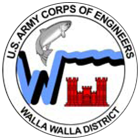 U.S. ARMY CORPS OF ENGINEERS
WALLA WALLA DISTRICT